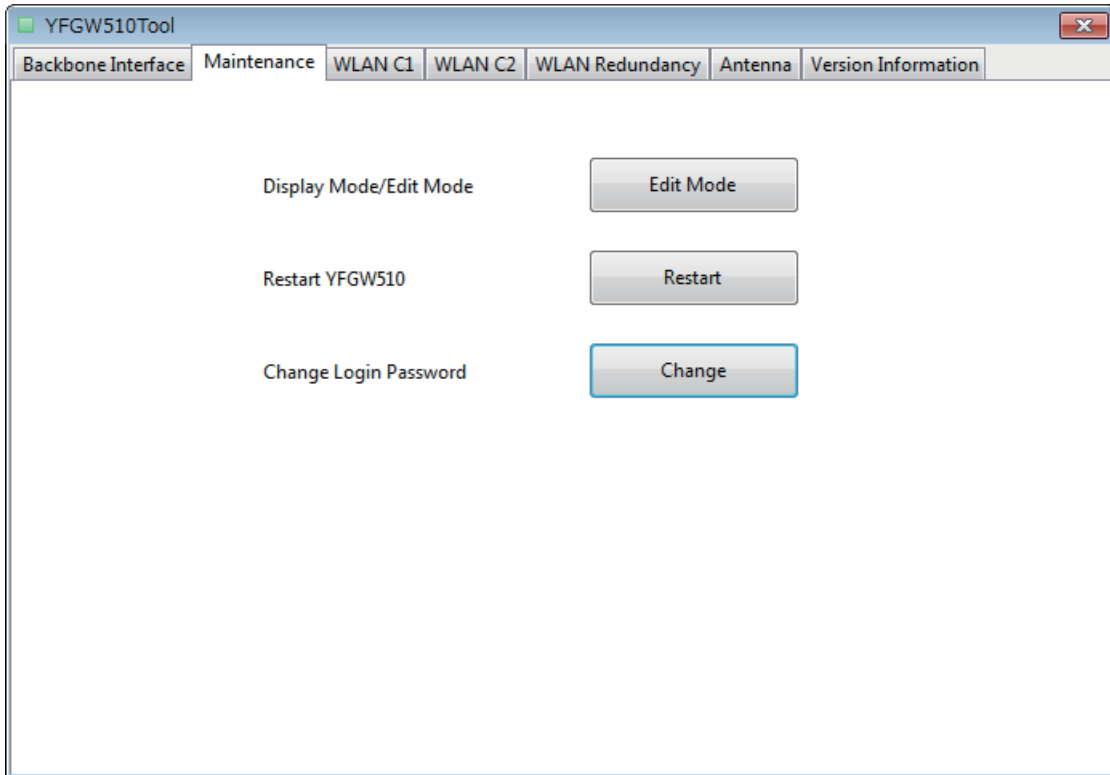 YFGW510Tool
Backbone Interface Maintenance WLAN C1 WLAN C2 WLAN Redundancy Antenna Version Information
Display Mode/Edit Mode Edit Mode
Restart YFGW510 Restart
Change Login Password Change